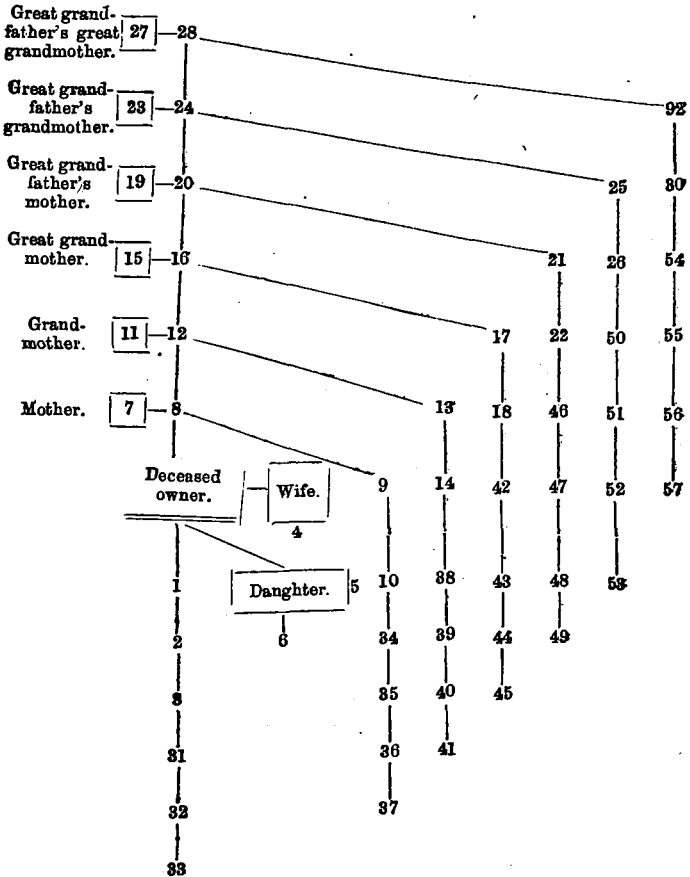 Great grand-
father's great 27 28
grandmother.
Great grand-
father's 23 24 92
grandmother.
Great grand-
father's 19 20 25 30
mother.
Great grand
mother. 15 16 21 26 54
Grand-
mother. 11 12 17 22 50 55
Mother. 7 8 13 18 46 51 56
Deceased
owner. Wife. 9 14 42 47 52 57
4
1 Danghter. 5 10 38 43 48 53
2 6 34 39 44 49
3 35 40 45
31 36 41
32 37
33